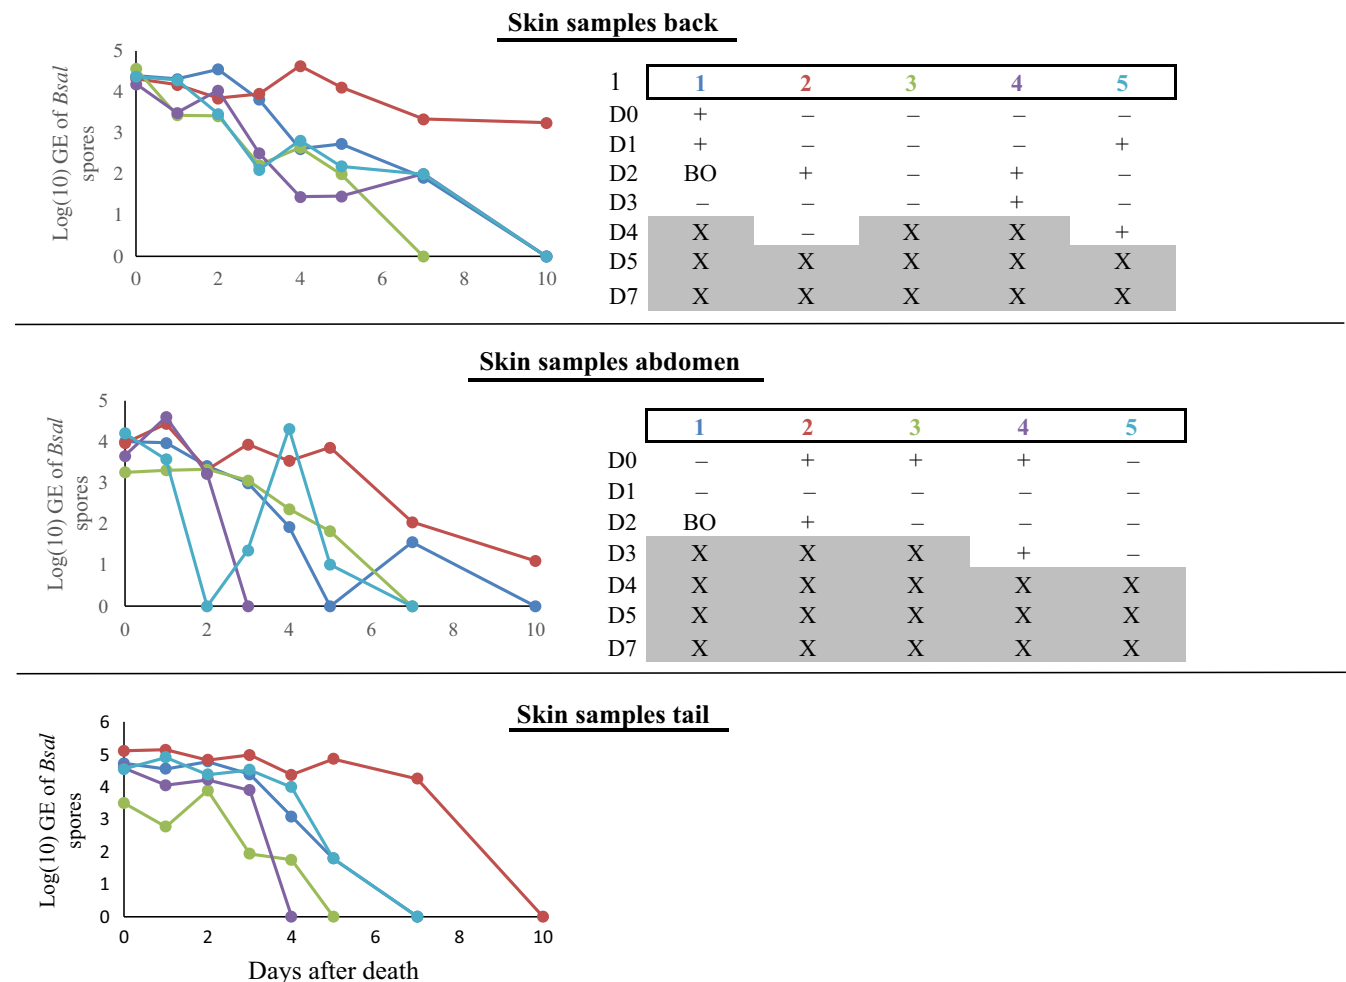 Skin samples back
Log(10) GE of Bsal
spores
5
4
3
2
1
0
0 2 4 6 8 10
1 1 2 3 4 5
D0 + – – – –
D1 + – – – +
D2 BO + – + –
D3 – – – + –
D4 X – X X +
D5 X X X X X
D7 X X X X X
Skin samples abdomen
Log(10) GE of Bsal
spores
5
4
3
2
1
0
0 2 4 6 8 10
1 2 3 4 5
D0 – + + + –
D1 – – – – –
D2 BO + – – –
D3 X X X + –
D4 X X X X X
D5 X X X X X
D7 X X X X X
Skin samples tail
Log(10) GE of Bsal
spores
6
5
4
3
2
1
0
0 2 4 6 8 10
Days after death